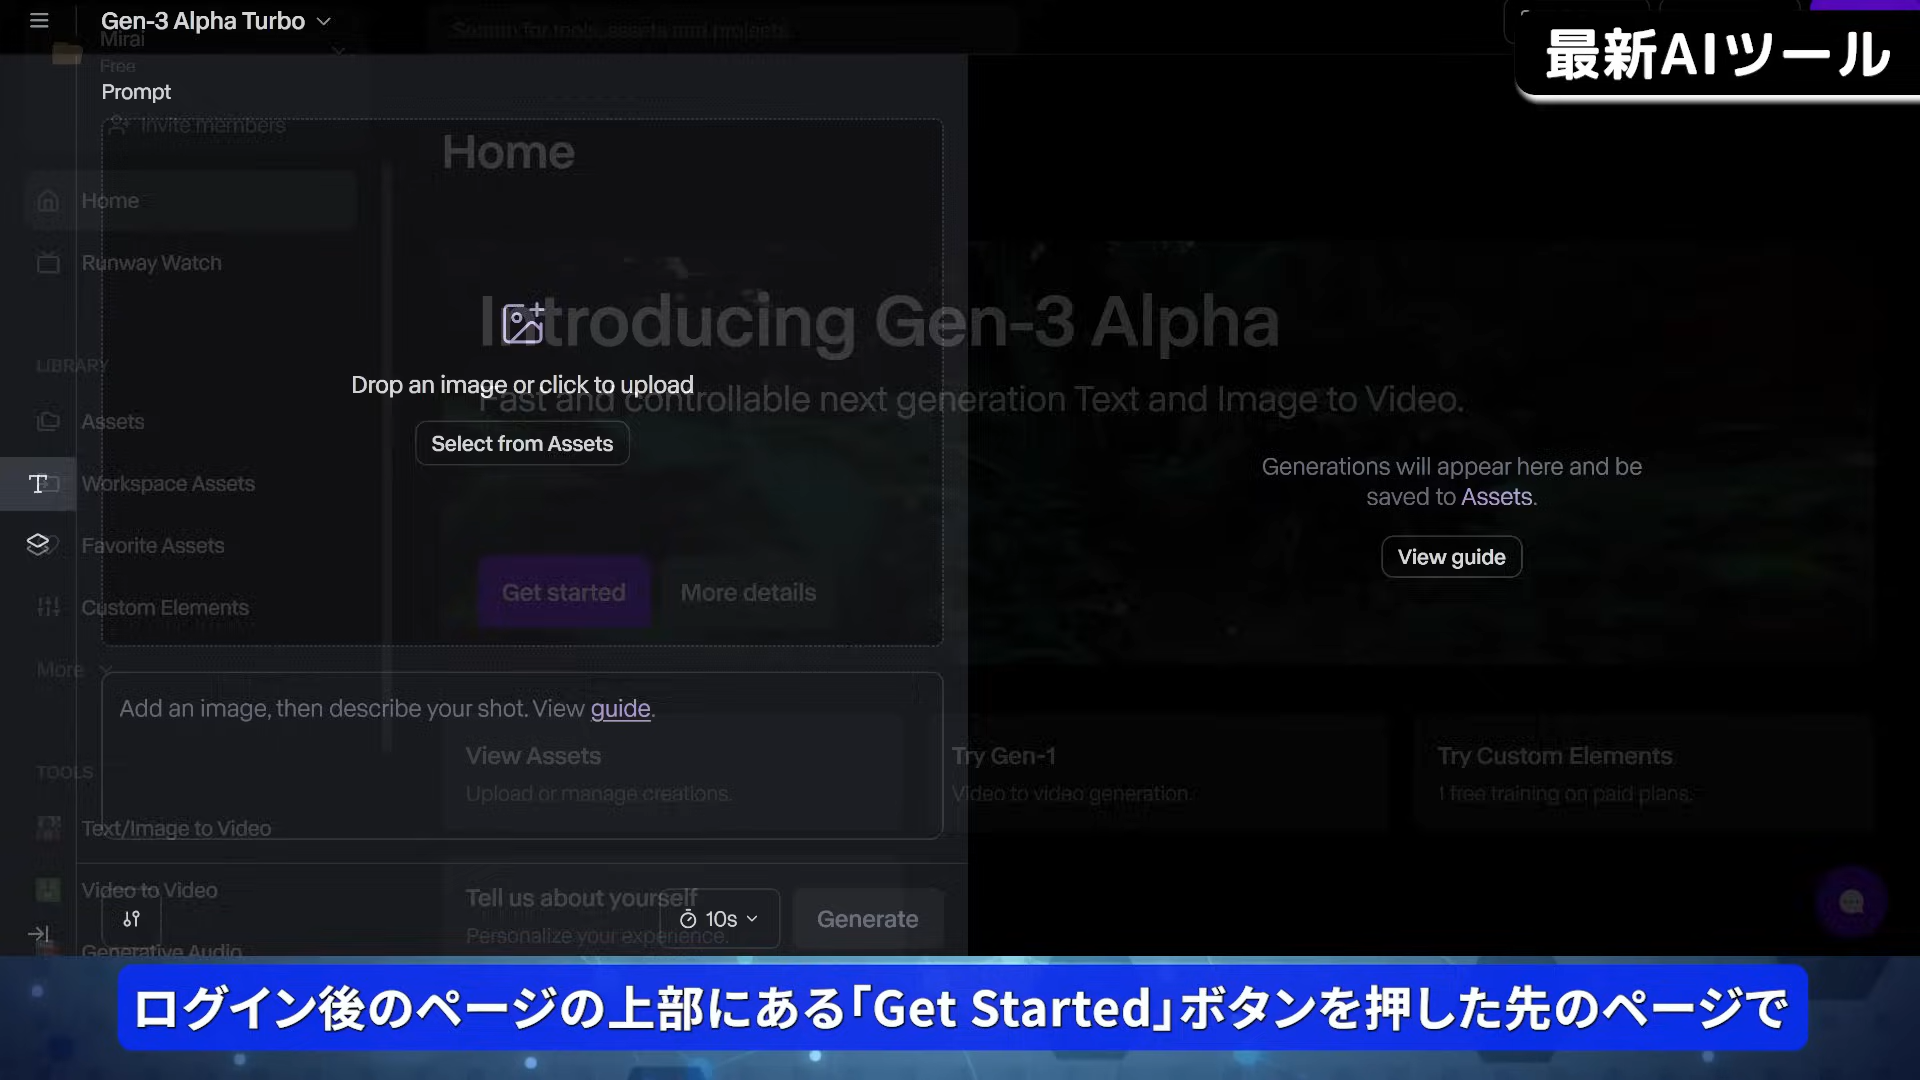 Gen-3 Alpha Turbo
Mirai
Free
最新AIツール
Prompt
Invite members
Home
Home
Runway Watch
Introducing Gen-3 Alpha
Drop an image or click to upload
Fast and controllable next generation Text and Image to Video.
LIBRARY
Assets
Select from Assets
Workspace Assets
Generations will appear here and be
saved to Assets.
View guide
Favorite Assets
Get started
More details
Custom Elements
More
Add an image, then describe your shot. View guide.
View Assets
Upload or manage creations.
Try Gen-1
Video to video generation.
Try Custom Elements
1 free training on paid plans.
TOOLS
Text/Image to Video
Video to Video
Tell us about yourself
Personalize your experience.
10s
Generate
Generative Audio
ログイン後のページの上部にある「Get Started」ボタンを押した先のページで